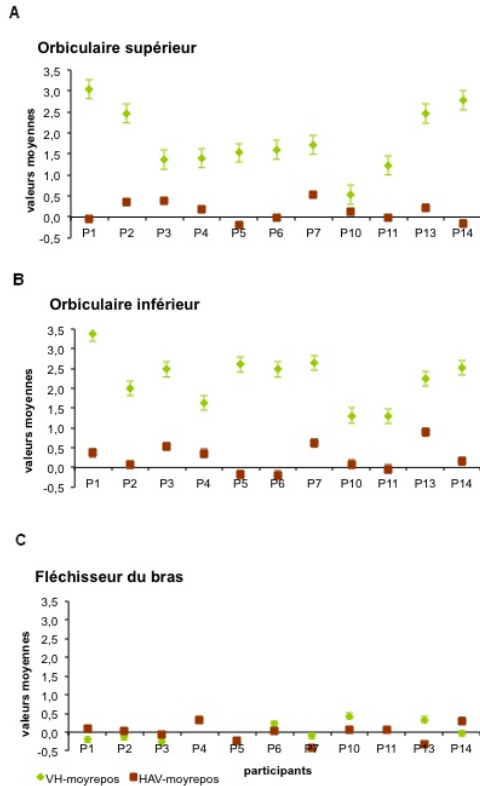 A
Orbiculaire supérieur
valeurs moyennes
3,5
3,0
2,5
2,0
1,5
1,0
0,5
0,0
-0,5
P1 P2 P3 P4 P5 P6 P7 P10 P11 P13 P14
B
Orbiculaire inférieur
valeurs moyennes
3,5
3,0
2,5
2,0
1,5
1,0
0,5
0,0
-0,5
P1 P2 P3 P4 P5 P6 P7 P10 P11 P13 P14
C
Fléchisseur du bras
valeurs moyennes
3,5
3,0
2,5
2,0
1,5
1,0
0,5
0,0
-0,5
P1 P2 P3 P4 P5 P6 P7 P10 P11 P13 P14
participants
VH-moyrepos HAV-moyrepos